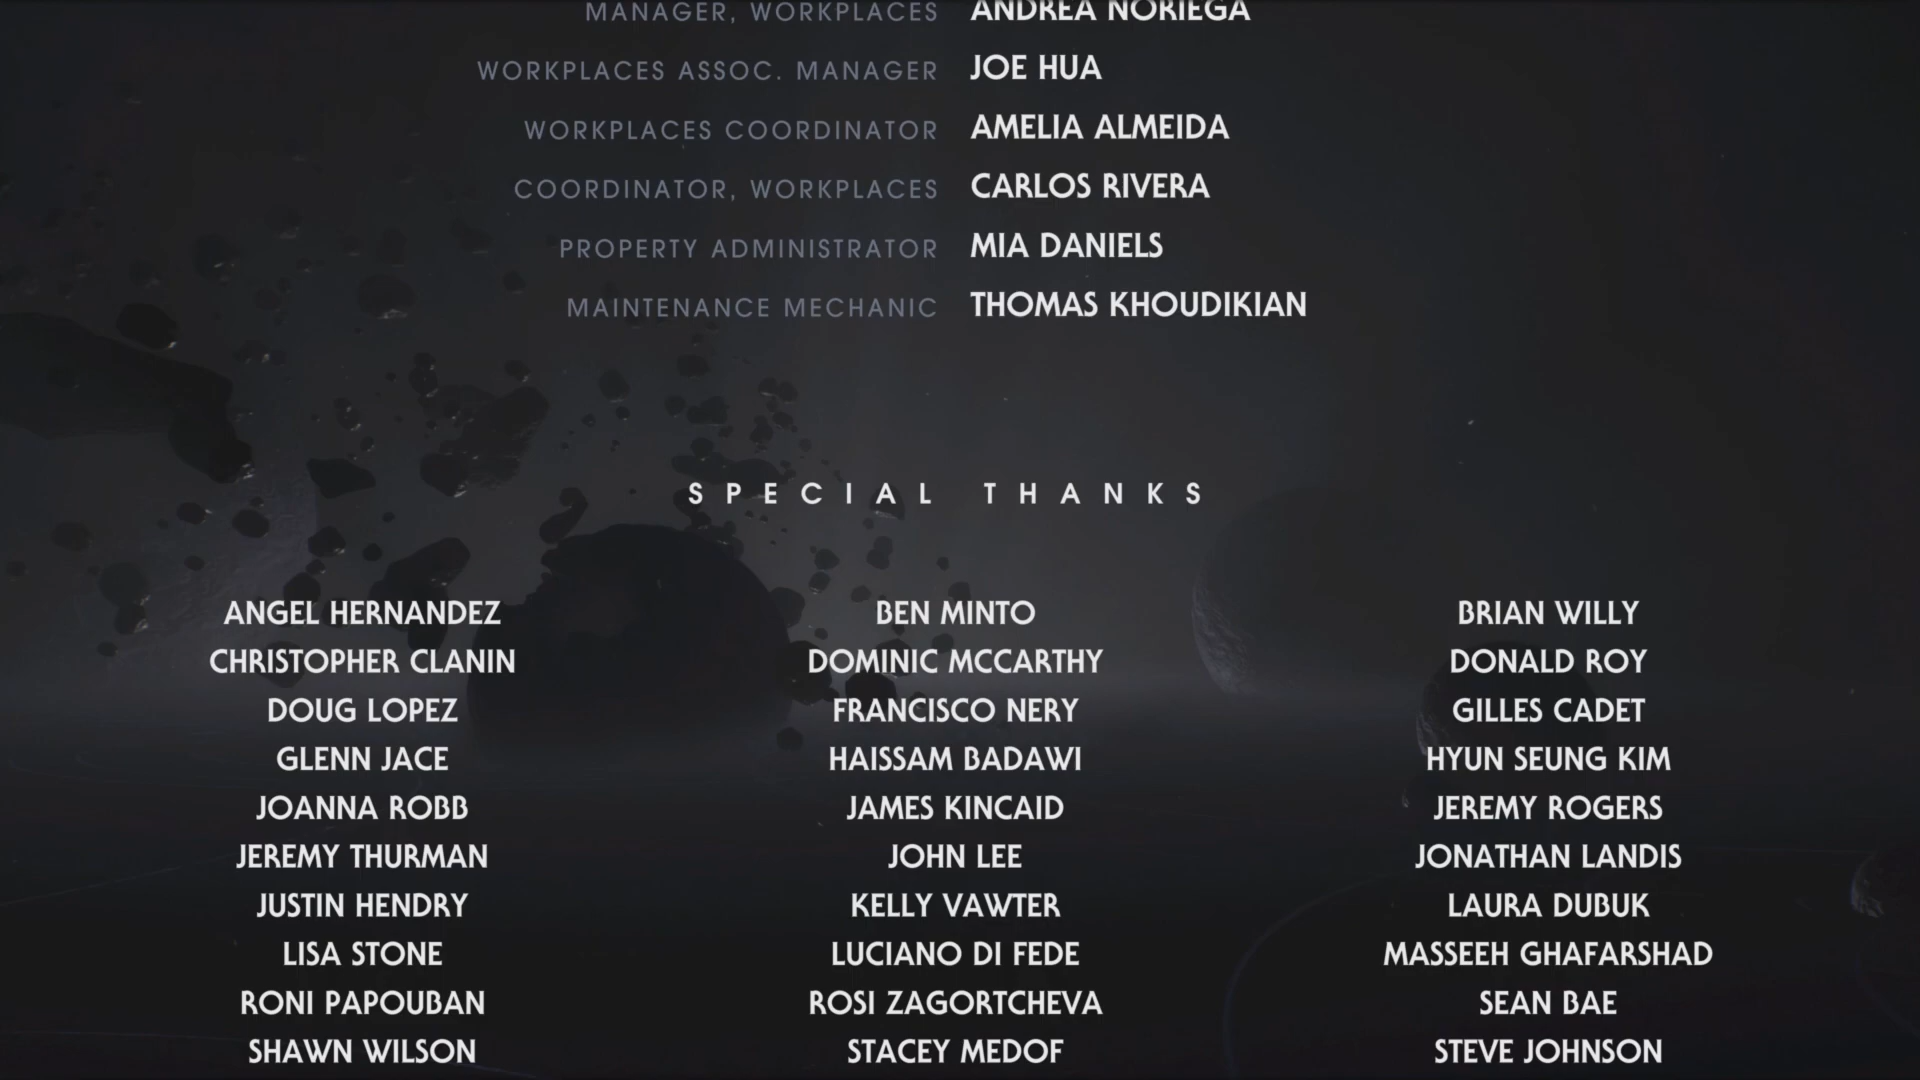 MANAGER, WORKPLACES ANDREA NORIEGA
WORKPLACES ASSOC. MANAGER JOE HUA
WORKPLACES COORDINATOR AMELIA ALMEIDA
COORDINATOR, WORKPLACES CARLOS RIVERA
PROPERTY ADMINISTRATOR MIA DANIELS
MAINTENANCE MECHANIC THOMAS KHOUDIKIAN
SPECIAL THANKS
ANGEL HERNANDEZ BEN MINTO BRIAN WILLY
CHRISTOPHER CLANIN DOMINIC MCCARTHY DONALD ROY
DOUG LOPEZ FRANCISCO NERY GILLES CADET
GLENN JACE HAISSAM BADAWI HYUN SEUNG KIM
JOANNA ROBB JAMES KINCAID JEREMY ROGERS
JEREMY THURMAN JOHN LEE JONATHAN LANDIS
JUSTIN HENDRY KELLY VAWTER LAURA DUBUK
LISA STONE LUCIANO DI FEDE MASSEEH GHAFARSHAD
RONI PAPOUBAN ROSI ZAGORTCHEVA SEAN BAE
SHAWN WILSON STACEY MEDOF STEVE JOHNSON